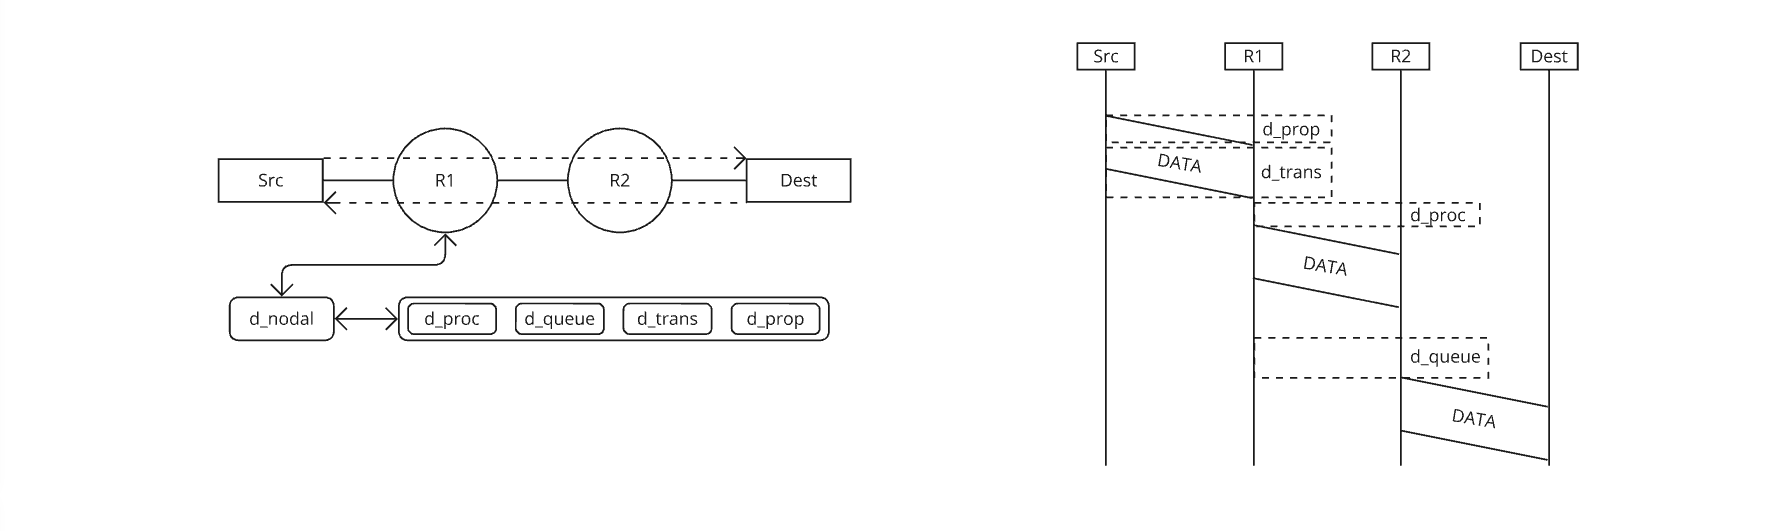 Src
R1
R2
Dest
d_nodal
d_proc
d_queue
d_trans
d_prop
Src
R1
R2
Dest
d_prop
DATA
d_trans
d_proc
DATA
d_queue
DATA